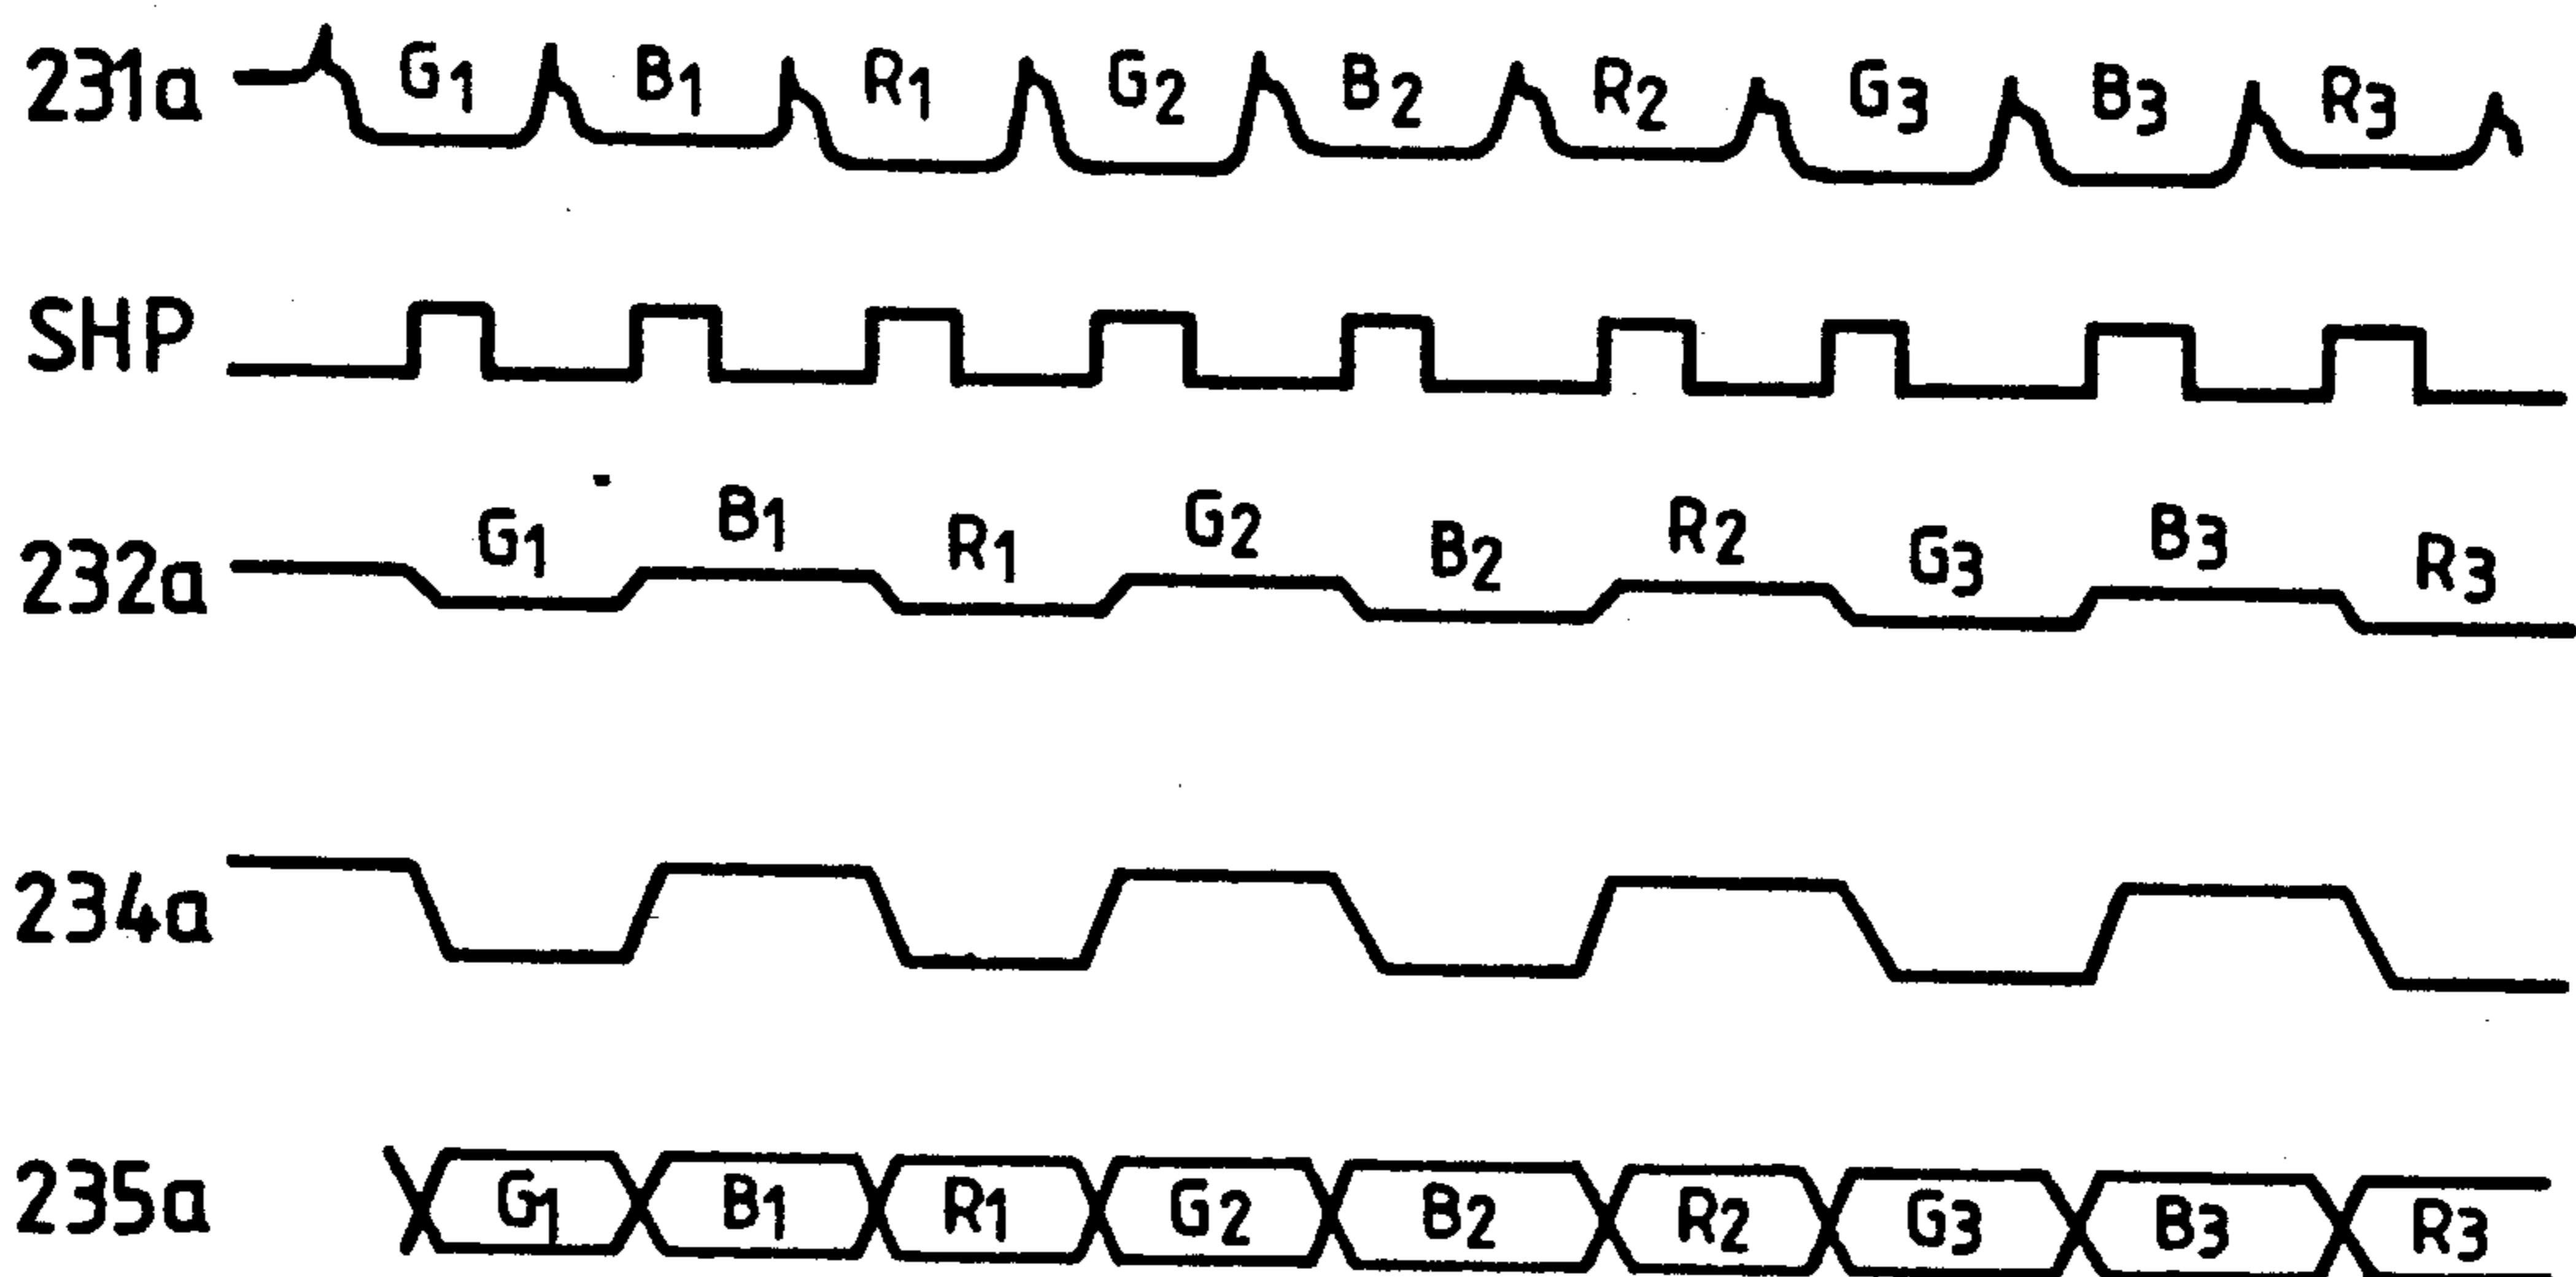 231a G1 B1 R1 G2 B2 R2 G3 B3 R3
SHP
232a G1 B1 R1 G2 B2 R2 G3 B3 R3
234a
235a G1 B1 R1 G2 B2 R2 G3 B3 R3